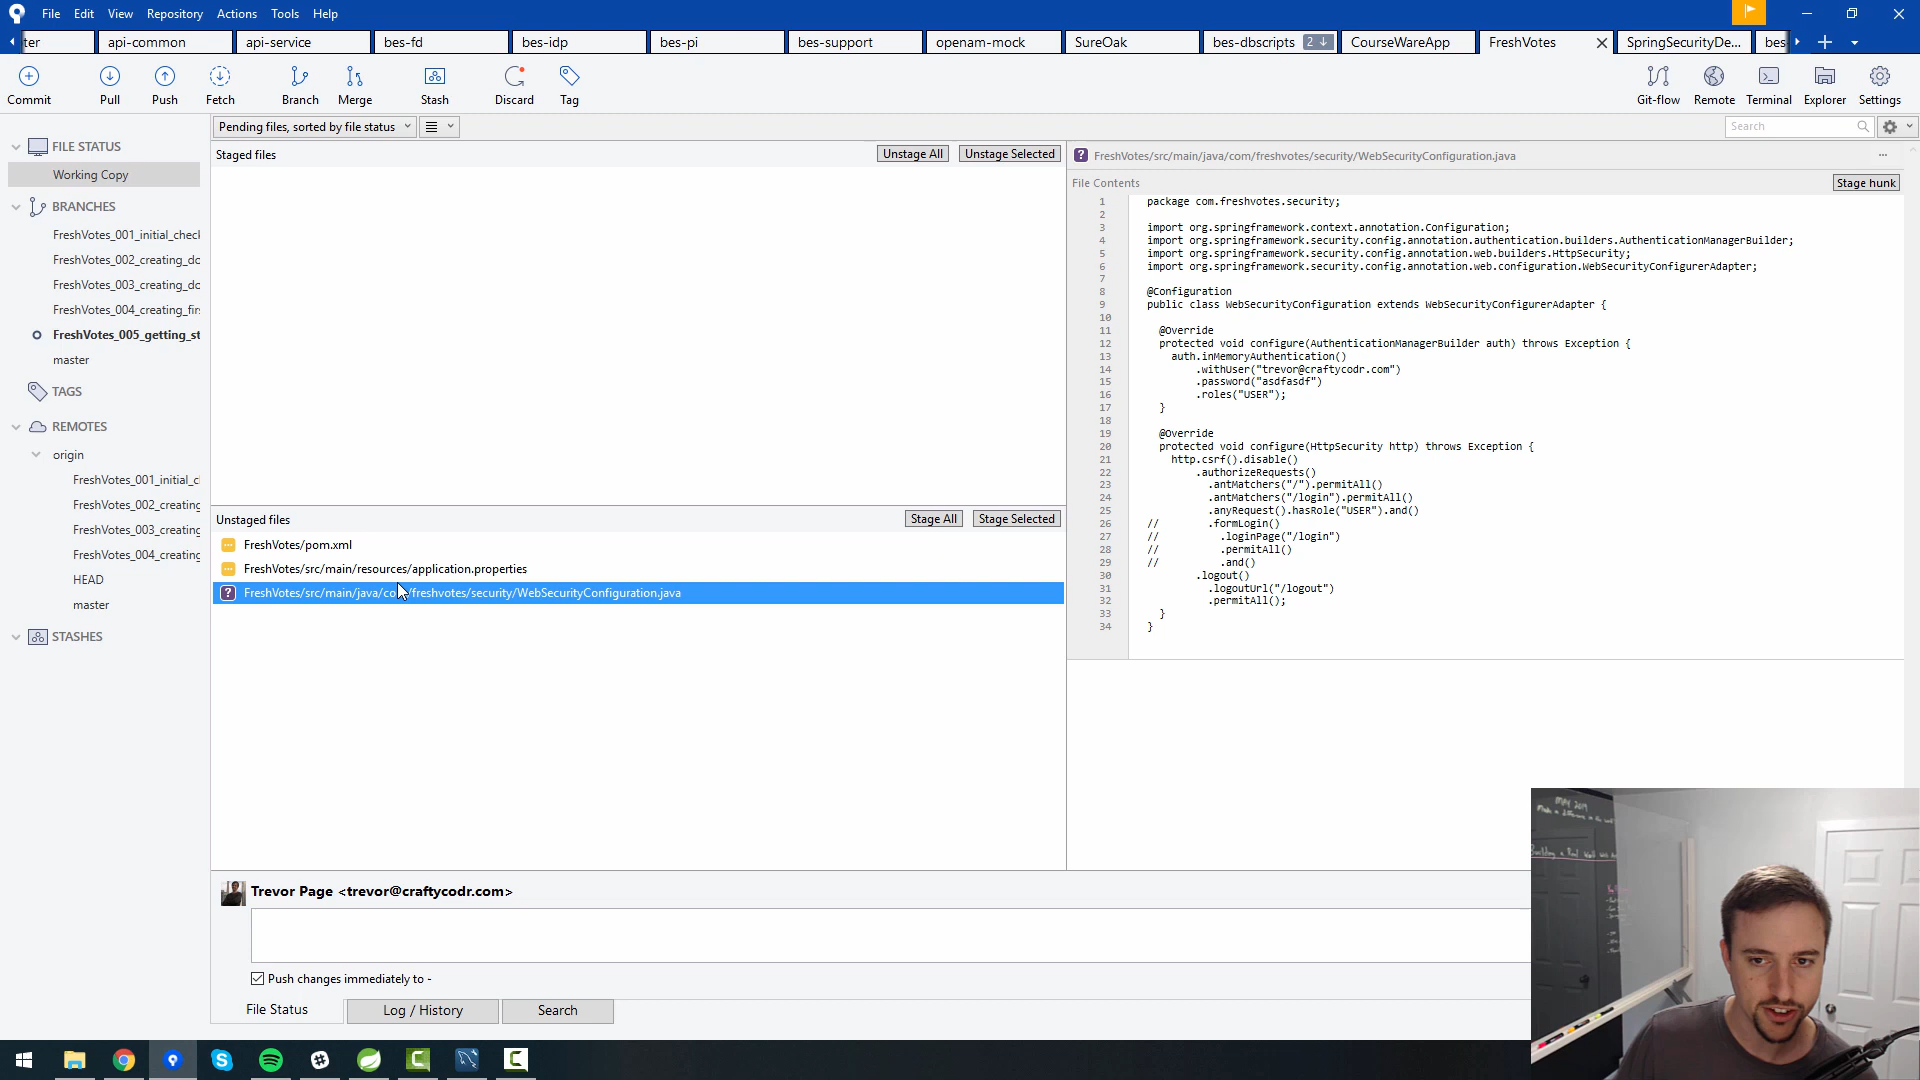 File Edit View Repository Actions Tools Help
ter api-common api-service bes-fd bes-idp bes-pi bes-support openam-mock SureOak bes-dbscripts 2 CourseWareApp FreshVotes SpringSecurityDe... bes-
Commit Pull Push Fetch Branch Merge Stash Discard Tag Git-flow Remote Terminal Explorer Settings
Pending files, sorted by file status
Search
FILE STATUS
Working Copy
BRANCHES
FreshVotes_001_initial_check
FreshVotes_002_creating_do
FreshVotes_003_creating_do
FreshVotes_004_creating_fir
FreshVotes_005_getting_st
master
TAGS
REMOTES
origin
FreshVotes_001_initial_c
FreshVotes_002_creating
FreshVotes_003_creating
FreshVotes_004_creating
HEAD
master
STASHES
Staged files
Unstage All Unstage Selected
Unstaged files
Stage All Stage Selected
FreshVotes/pom.xml
FreshVotes/src/main/resources/application.properties
FreshVotes/src/main/java/co /freshvotes/security/WebSecurityConfiguration.java
FreshVotes/src/main/java/com/freshvotes/security/WebSecurityConfiguration.java
File Contents
Stage hunk
1 package com.freshvotes.security;
2
3 import org.springframework.context.annotation.Configuration;
4 import org.springframework.security.config.annotation.authentication.builders.AuthenticationManagerBuilder;
5 import org.springframework.security.config.annotation.web.builders.HttpSecurity;
6 import org.springframework.security.config.annotation.web.configuration.WebSecurityConfigurerAdapter;
7
8 @Configuration
9 public class WebSecurityConfiguration extends WebSecurityConfigurerAdapter {
10
11 @Override
12 protected void configure(AuthenticationManagerBuilder auth) throws Exception {
13 auth.inMemoryAuthentication()
14 .withUser("trevor@craftycodr.com")
15 .password("asdfasdf")
16 .roles("USER");
17 }
18
19 @Override
20 protected void configure(HttpSecurity http) throws Exception {
21 http.csrf().disable()
22 .authorizeRequests()
23 .antMatchers("/").permitAll()
24 .antMatchers("/login").permitAll()
25 .anyRequest().hasRole("USER").and()
26 // .formLogin()
27 // .loginPage("/login")
28 // .permitAll()
29 // .and()
30 .logout()
31 .logoutUrl("/logout")
32 .permitAll();
33 }
34 }
Trevor Page <trevor@craftycodr.com>
Push changes immediately to -
File Status Log / History Search
MAY 2019